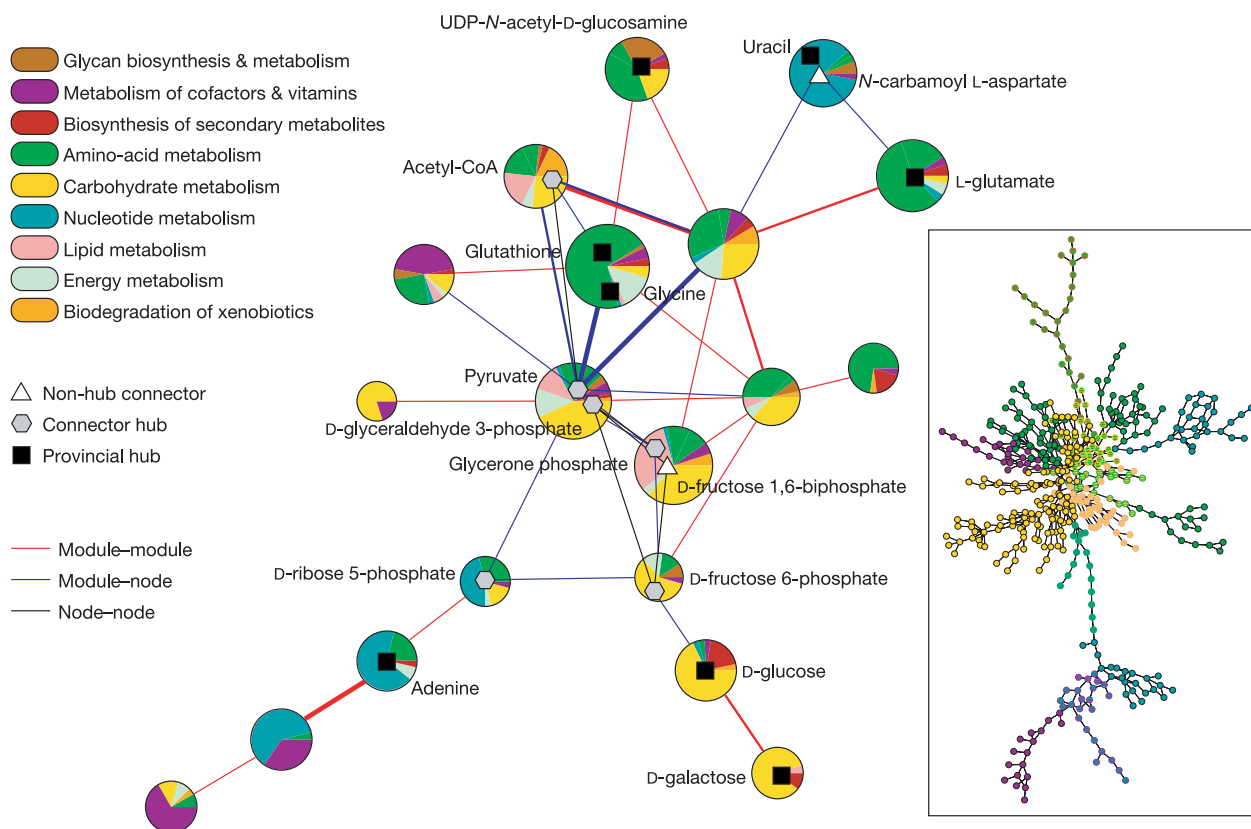 Glycan biosynthesis & metabolism
Metabolism of cofactors & vitamins
Biosynthesis of secondary metabolites
Amino-acid metabolism
Carbohydrate metabolism
Nucleotide metabolism
Lipid metabolism
Energy metabolism
Biodegradation of xenobiotics
Non-hub connector
Connector hub
Provincial hub
Module–module
Module–node
Node–node
UDP-N-acetyl-D-glucosamine
Uracil
N-carbamoyl L-aspartate
Acetyl-CoA
L-glutamate
Glutathione
Glycine
Pyruvate
D-glyceraldehyde 3-phosphate
Glycerone phosphate
D-fructose 1,6-biphosphate
D-ribose 5-phosphate
D-fructose 6-phosphate
Adenine
D-glucose
D-galactose